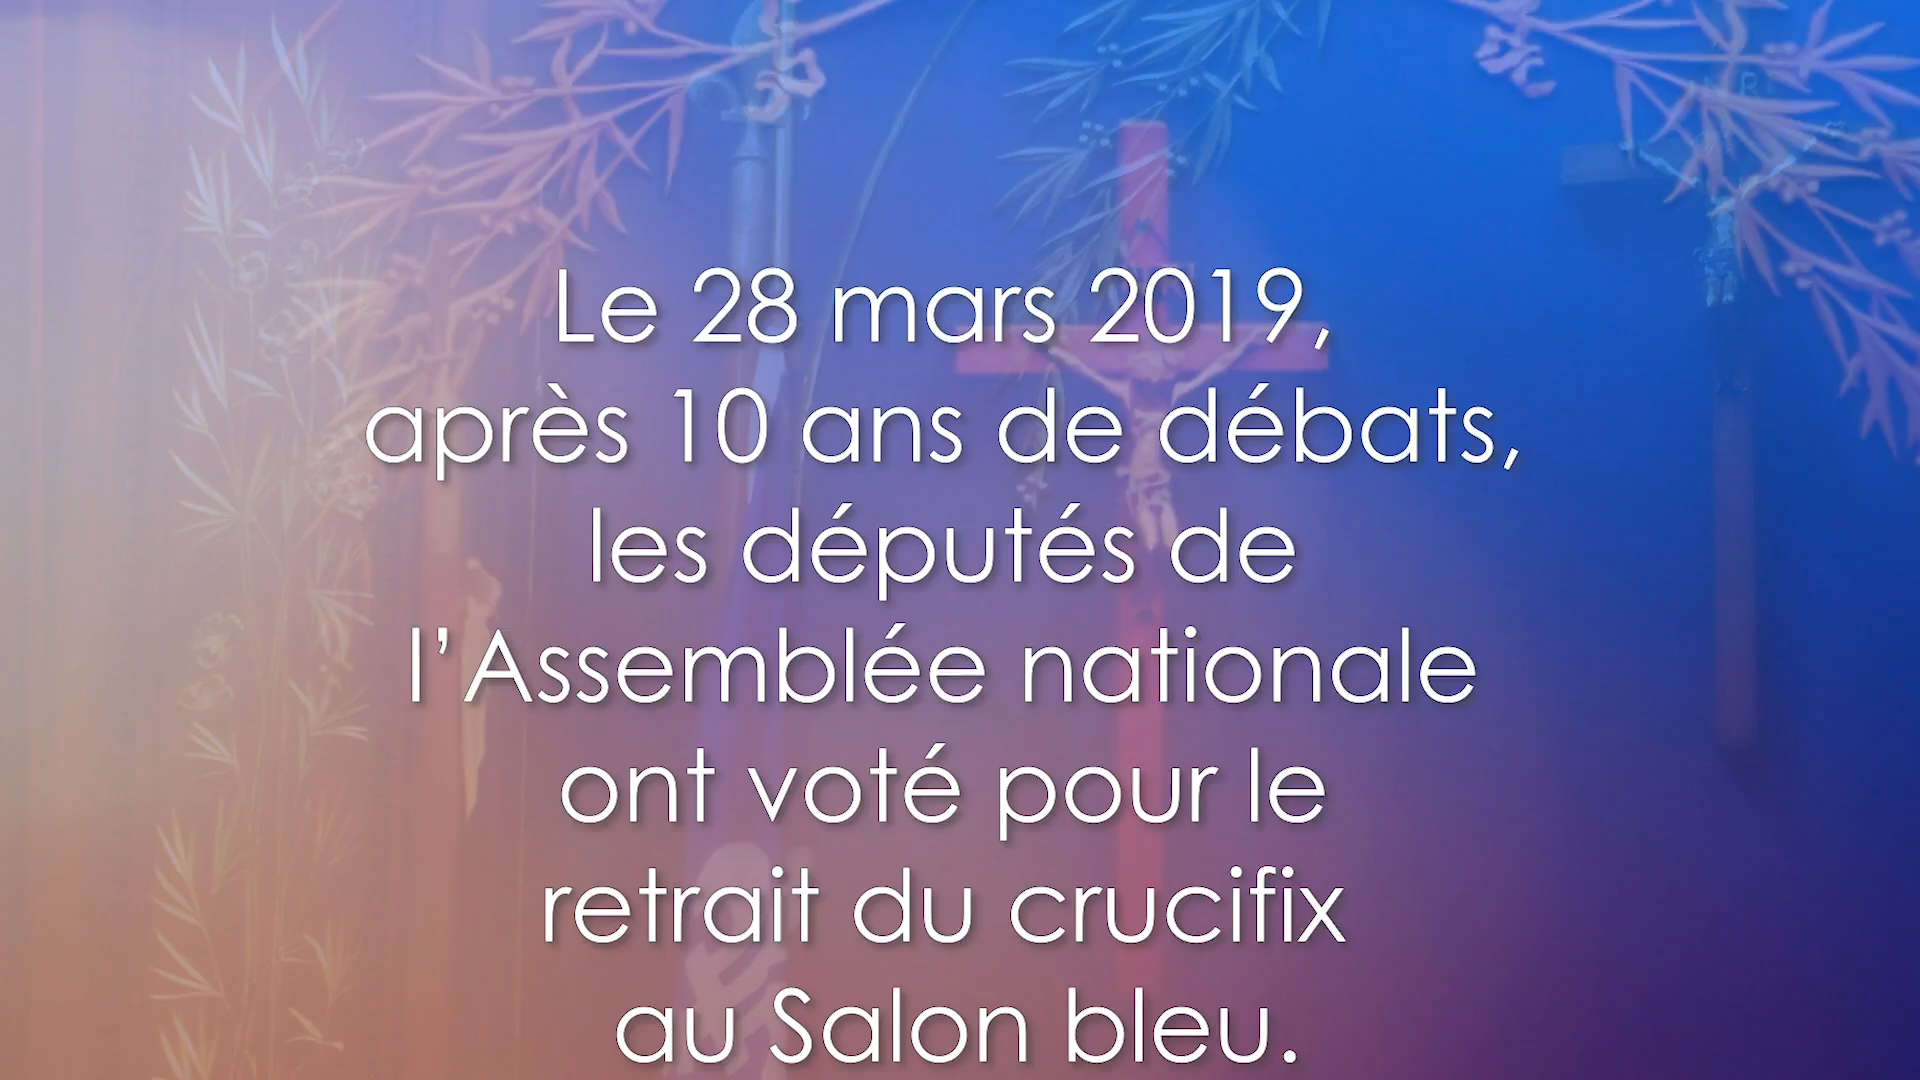 Le 28 mars 2019,
après 10 ans de débats,
les députés de
l’Assemblée nationale
ont voté pour le
retrait du crucifix
au Salon bleu.